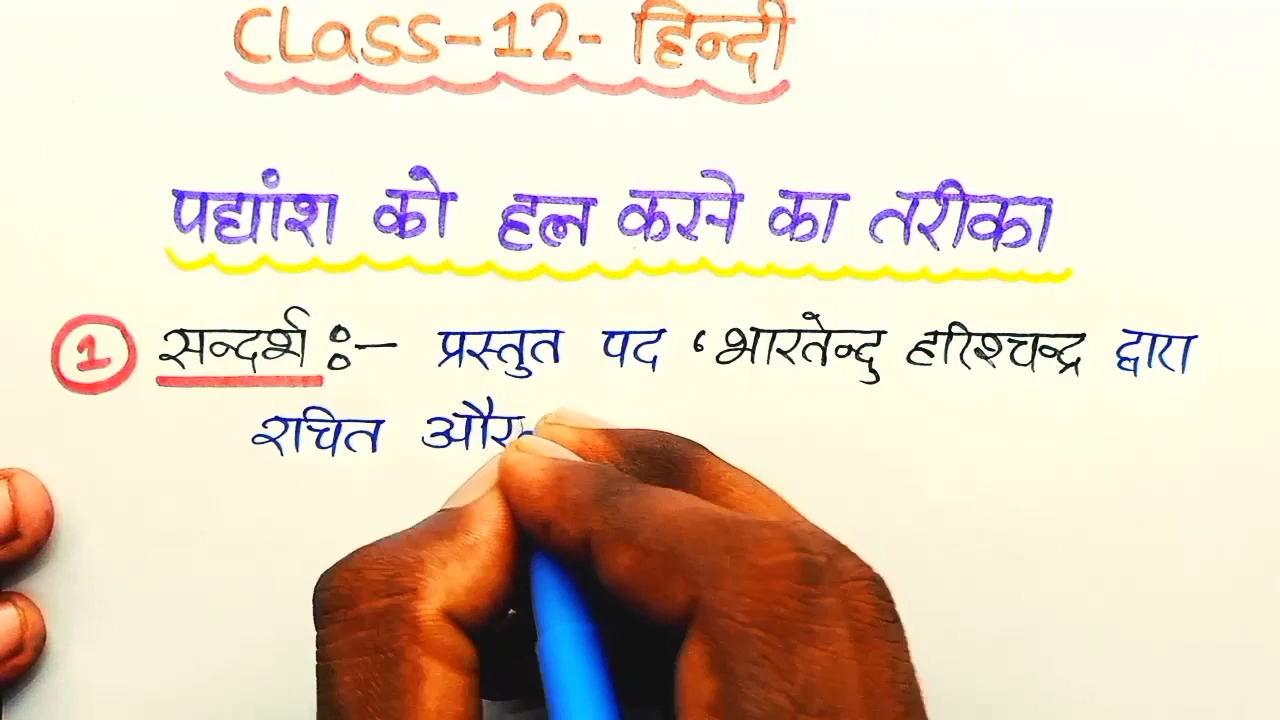 CLass-12- हिन्दी
पद्यांश को हल करने का तरीका
1 सन्दर्भ :- प्रस्तुत पद ‘भारतेन्दु हरिश्चन्द्र द्वारा
रचित और